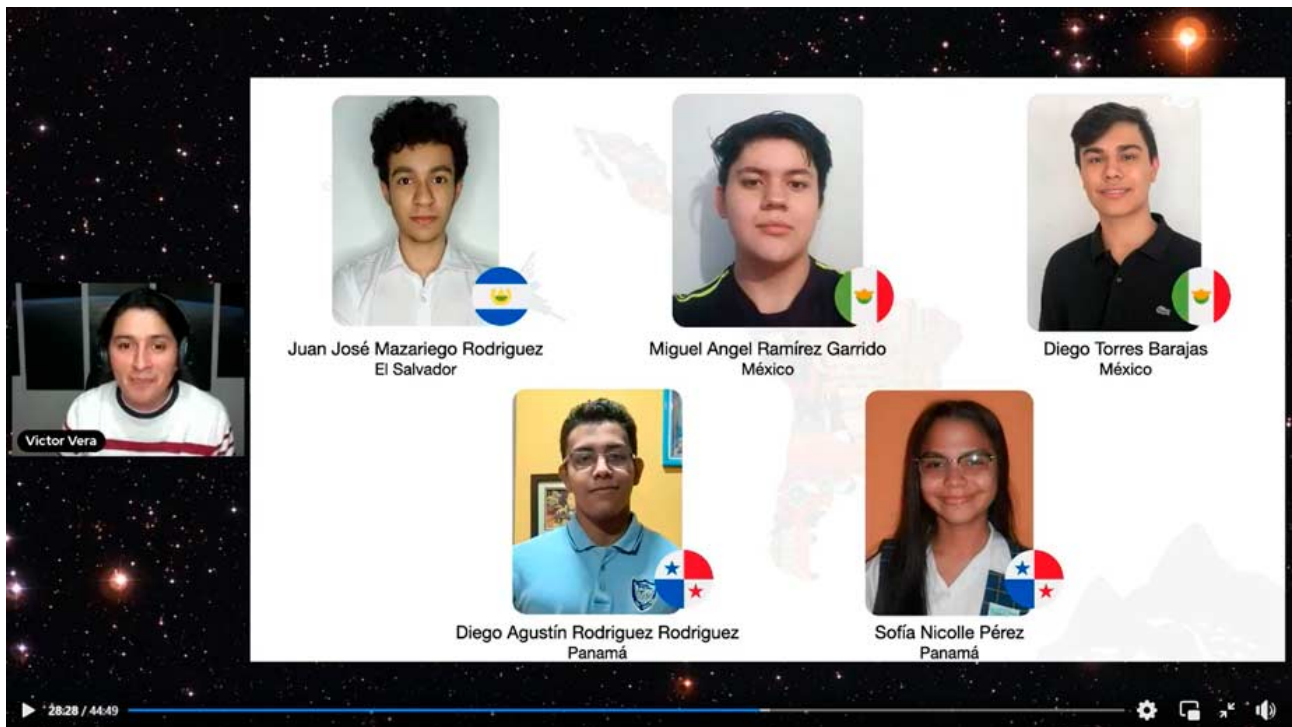 Juan José Mazariego Rodriguez
El Salvador
Miguel Angel Ramírez Garrido
México
Diego Torres Barajas
México
Victor Vera
Diego Agustín Rodriguez Rodriguez
Panamá
Sofía Nicolle Pérez
Panamá
28:28 / 44:49